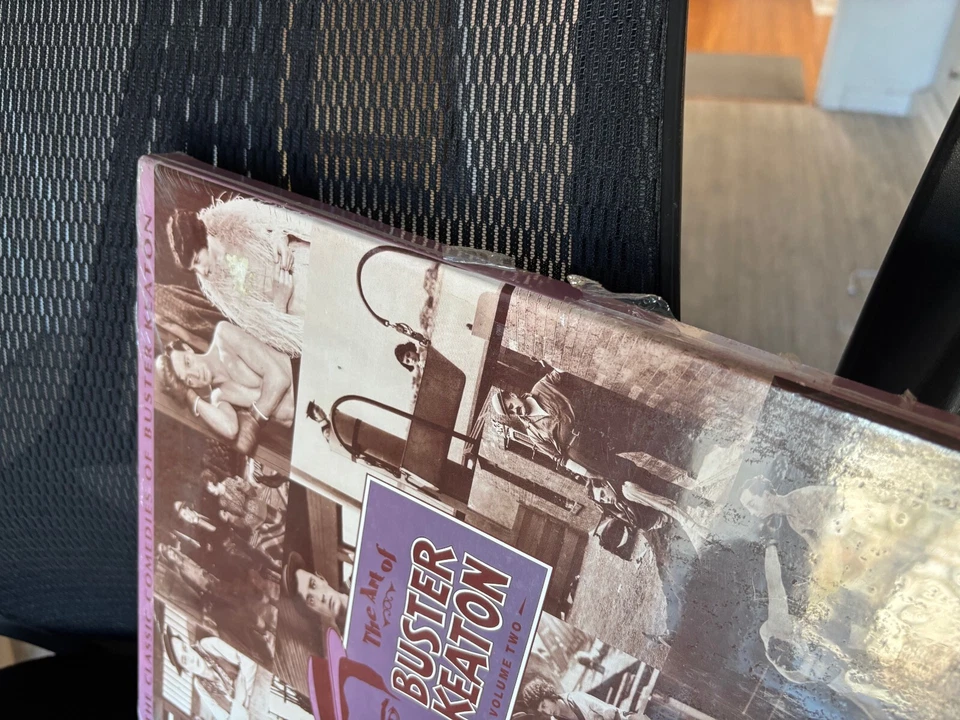 THE CLASSIC COMEDIES OF BUSTER KEATON
The Art of
BUSTER
KEATON
VOLUME TWO